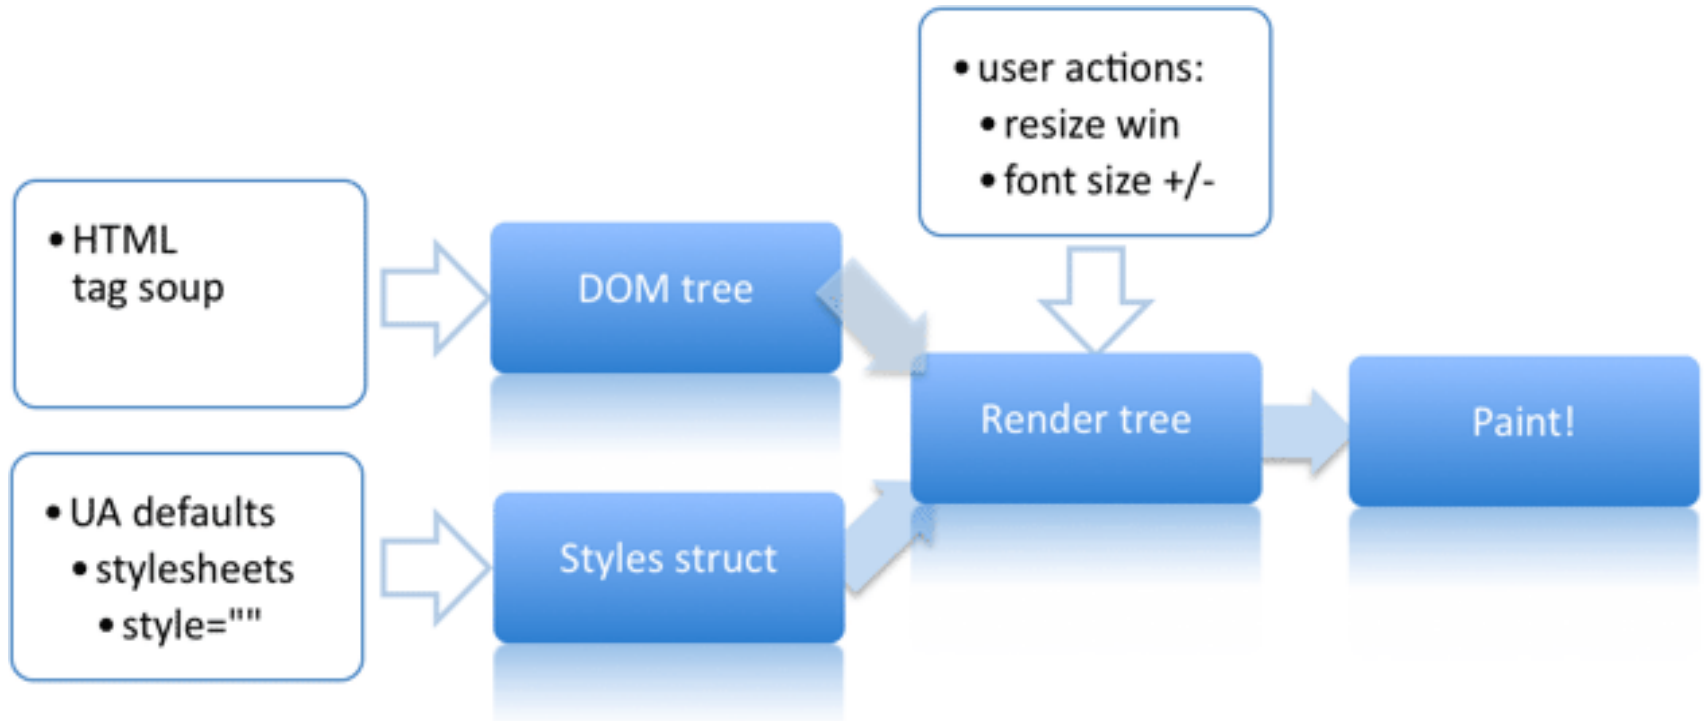 • user actions:
• resize win
• font size +/-
• HTML
tag soup
DOM tree
Render tree
Paint!
• UA defaults
• stylesheets
• style=""
Styles struct